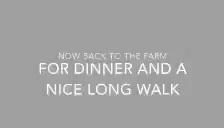 NOW BACK TO THE FARM
FOR DINNER AND A
NICE LONG WALK